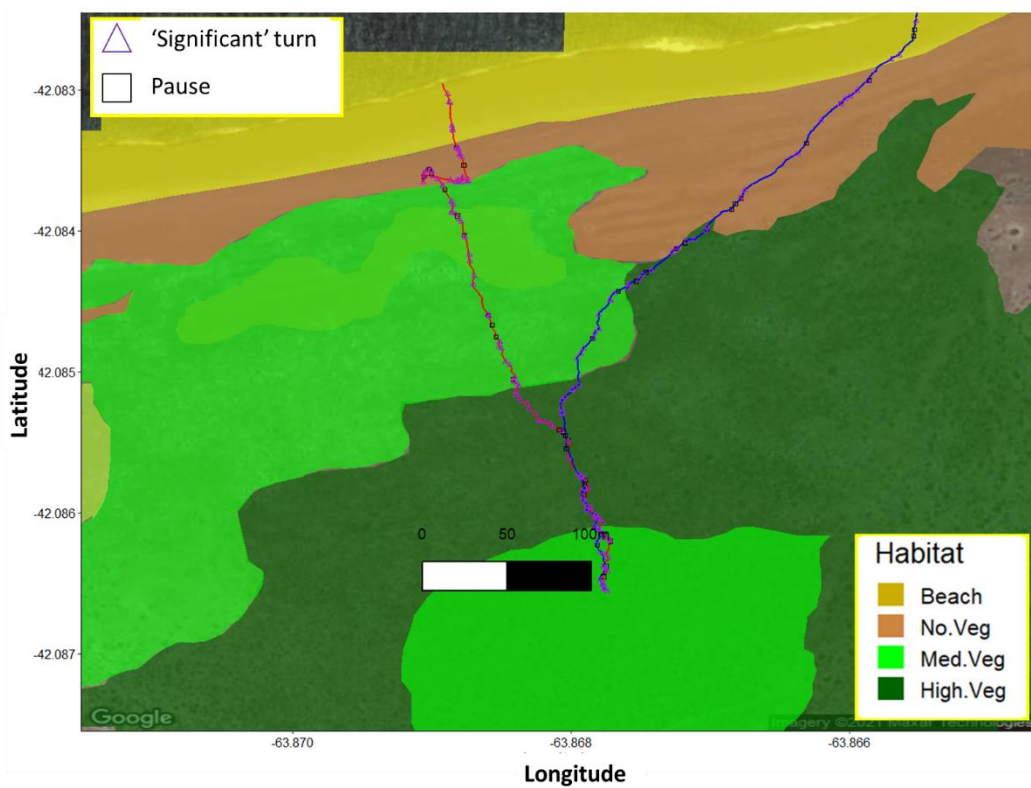 ‘Significant’ turn
Pause
-42.083
-42.084
-42.085
-42.086
-42.087
Latitude
0 50 100m
Habitat
Beach
No.Veg
Med.Veg
High.Veg
Google
Imagery ©2021 Maxar Technologies
-63.870 -63.868 -63.866
Longitude